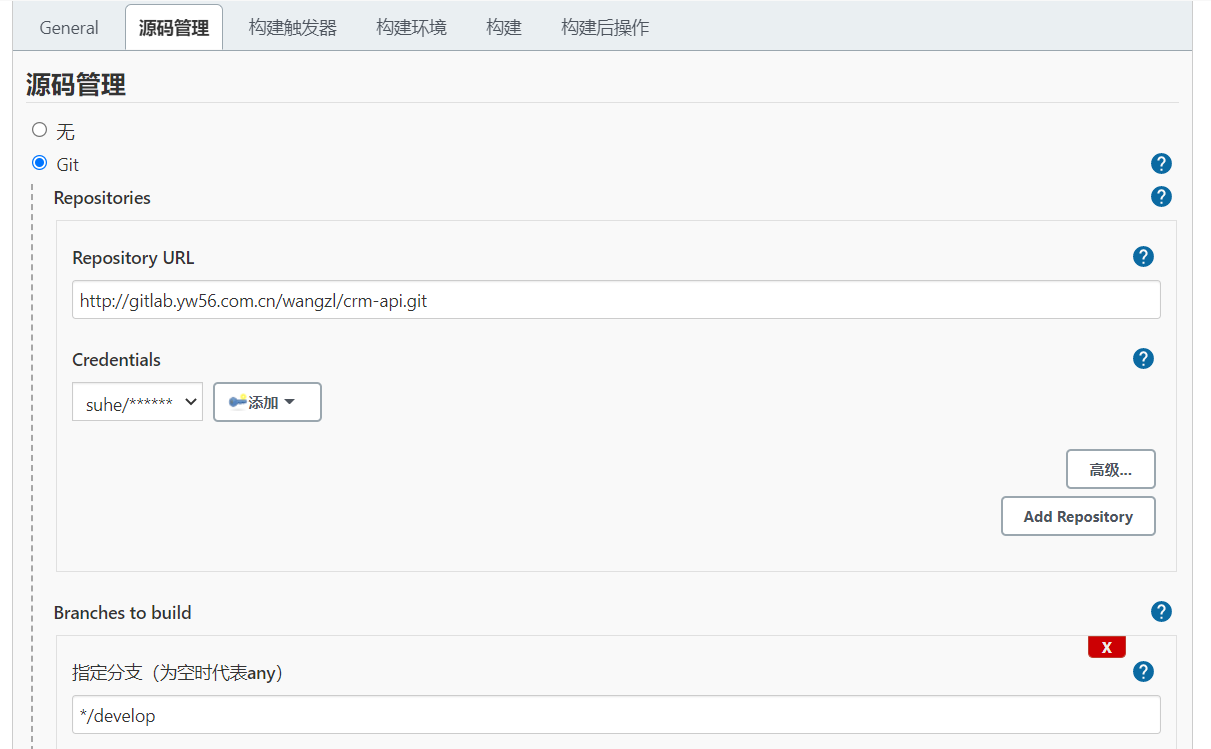 General 源码管理 构建触发器 构建环境 构建 构建后操作
源码管理
无
Git
Repositories
Repository URL
http://gitlab.yw56.com.cn/wangzl/crm-api.git
Credentials
suhe/****** 添加
高级...
Add Repository
Branches to build
X
指定分支（为空时代表any）
*/develop